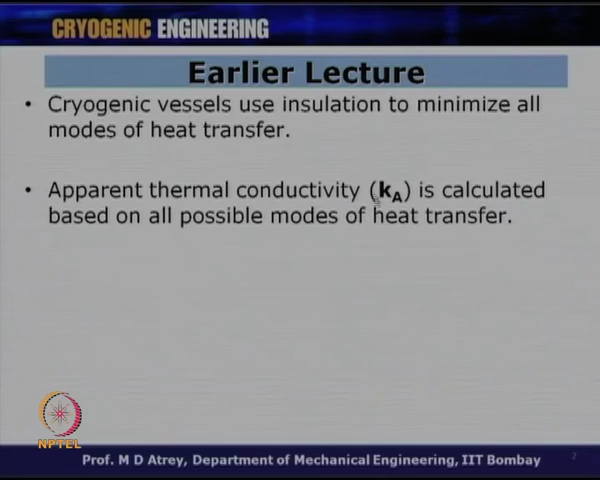 CRYOGENIC ENGINEERING
Earlier Lecture
• Cryogenic vessels use insulation to minimize all
modes of heat transfer.
• Apparent thermal conductivity (kA) is calculated
based on all possible modes of heat transfer.
NPTEL
Prof. M D Atrey, Department of Mechanical Engineering, IIT Bombay
2